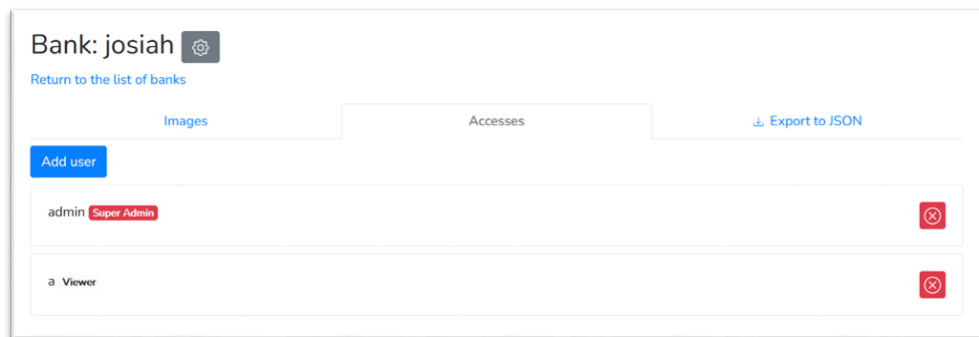 Bank: josiah
Return to the list of banks
Images Accesses Export to JSON
Add user
admin Super Admin
a Viewer